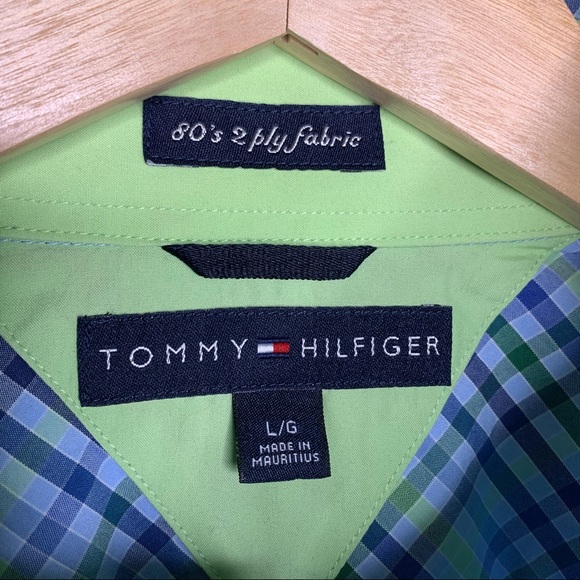 80's 2 ply fabric
TOMMY HILFIGER
L/G
MADE IN
MAURITIUS